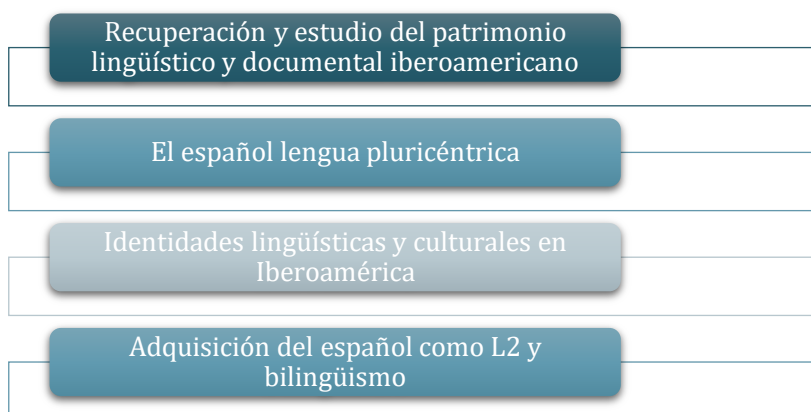 Recuperación y estudio del patrimonio
lingüístico y documental iberoamericano
El español lengua pluricéntrica
Identidades lingüísticas y culturales en
Iberoamérica
Adquisición del español como L2 y
bilingüismo